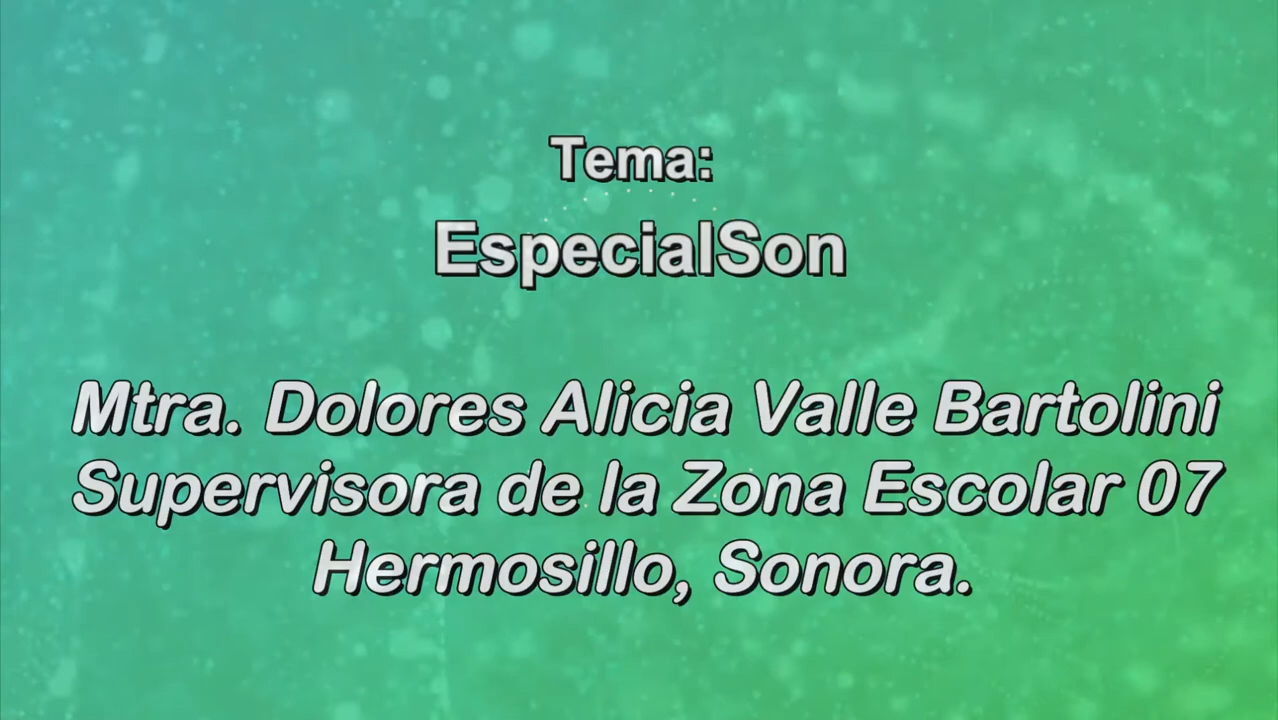 Tema:
EspecialSon
Mtra. Dolores Alicia Valle Bartolini
Supervisora de la Zona Escolar 07
Hermosillo, Sonora.